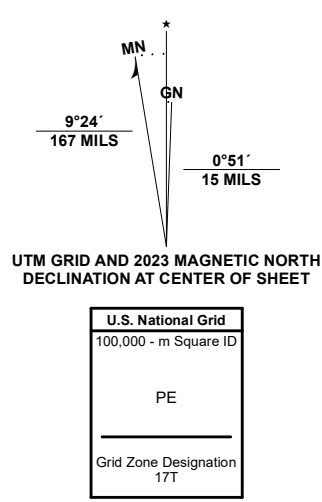 ★
MN
GN
9°24´
167 MILS
0°51´
15 MILS
UTM GRID AND 2023 MAGNETIC NORTH
DECLINATION AT CENTER OF SHEET
U.S. National Grid
100,000 - m Square ID
PE
Grid Zone Designation
17T